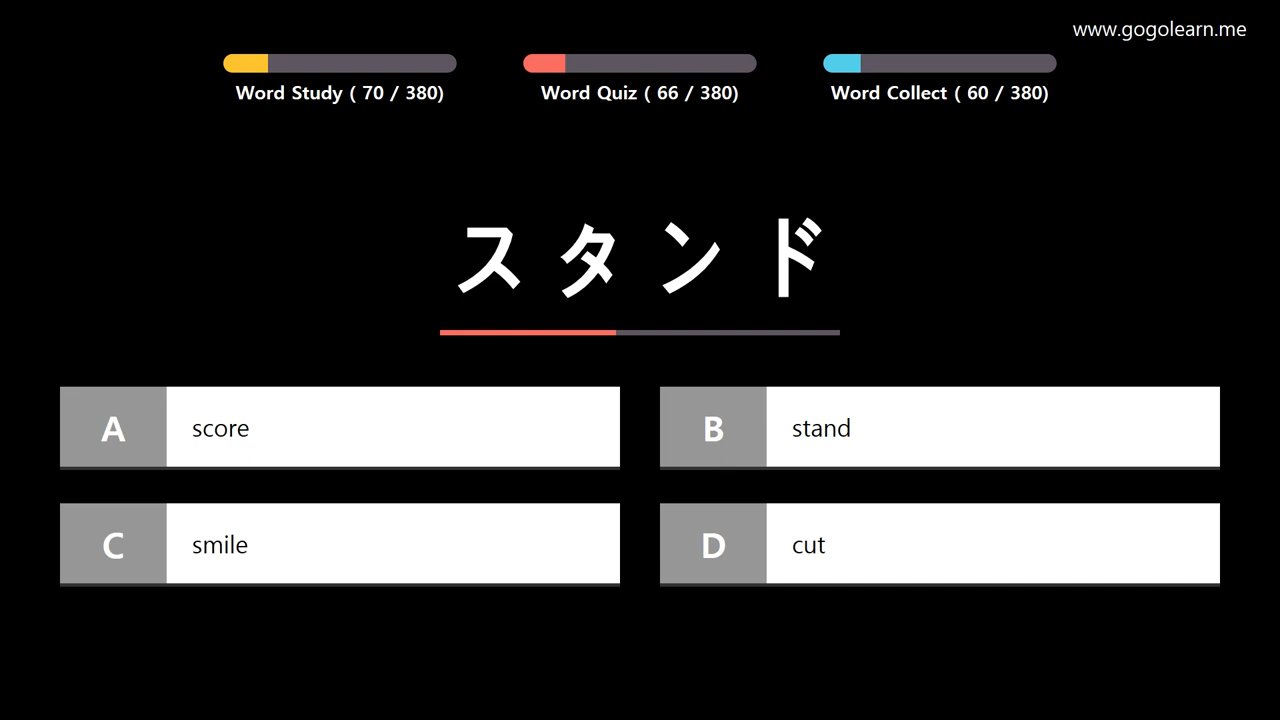 www.gogolearn.me
Word Study ( 70 / 380)
Word Quiz ( 66 / 380)
Word Collect ( 60 / 380)
スタンド
A score
B stand
C smile
D cut